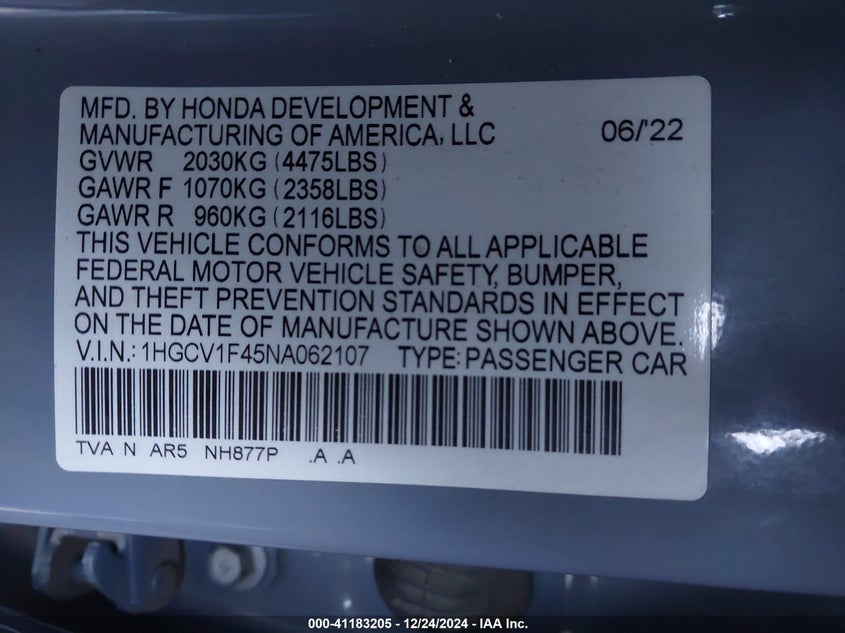 MFD. BY HONDA DEVELOPMENT &
MANUFACTURING OF AMERICA, LLC 06/'22
GVWR 2030KG (4475LBS)
GAWR F 1070KG (2358LBS)
GAWR R 960KG (2116LBS)
THIS VEHICLE CONFORMS TO ALL APPLICABLE
FEDERAL MOTOR VEHICLE SAFETY, BUMPER,
AND THEFT PREVENTION STANDARDS IN EFFECT
ON THE DATE OF MANUFACTURE SHOWN ABOVE.
V.I.N.: 1HGCV1F45NA062107 TYPE: PASSENGER CAR
TVA N AR5 NH877P .A .A
000-41183205 - 12/24/2024 - IAA Inc.